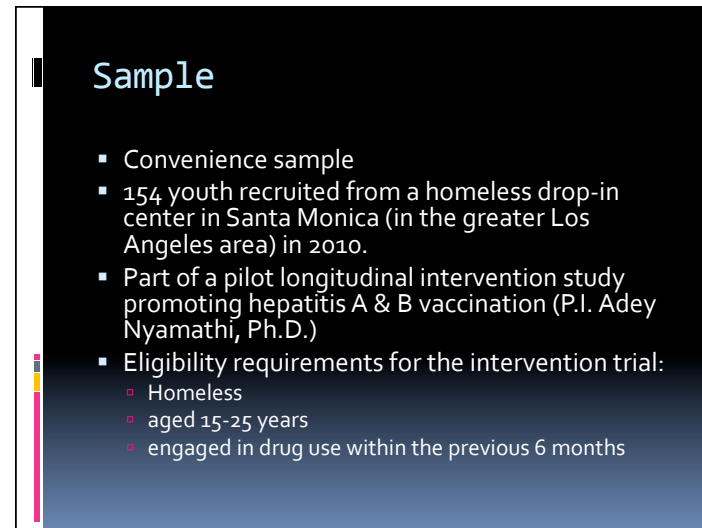 Sample
▪ Convenience sample
▪ 154 youth recruited from a homeless drop-in
center in Santa Monica (in the greater Los
Angeles area) in 2010.
▪ Part of a pilot longitudinal intervention study
promoting hepatitis A & B vaccination (P.I. Adey
Nyamathi, Ph.D.)
▪ Eligibility requirements for the intervention trial:
▫ Homeless
▫ aged 15-25 years
▫ engaged in drug use within the previous 6 months